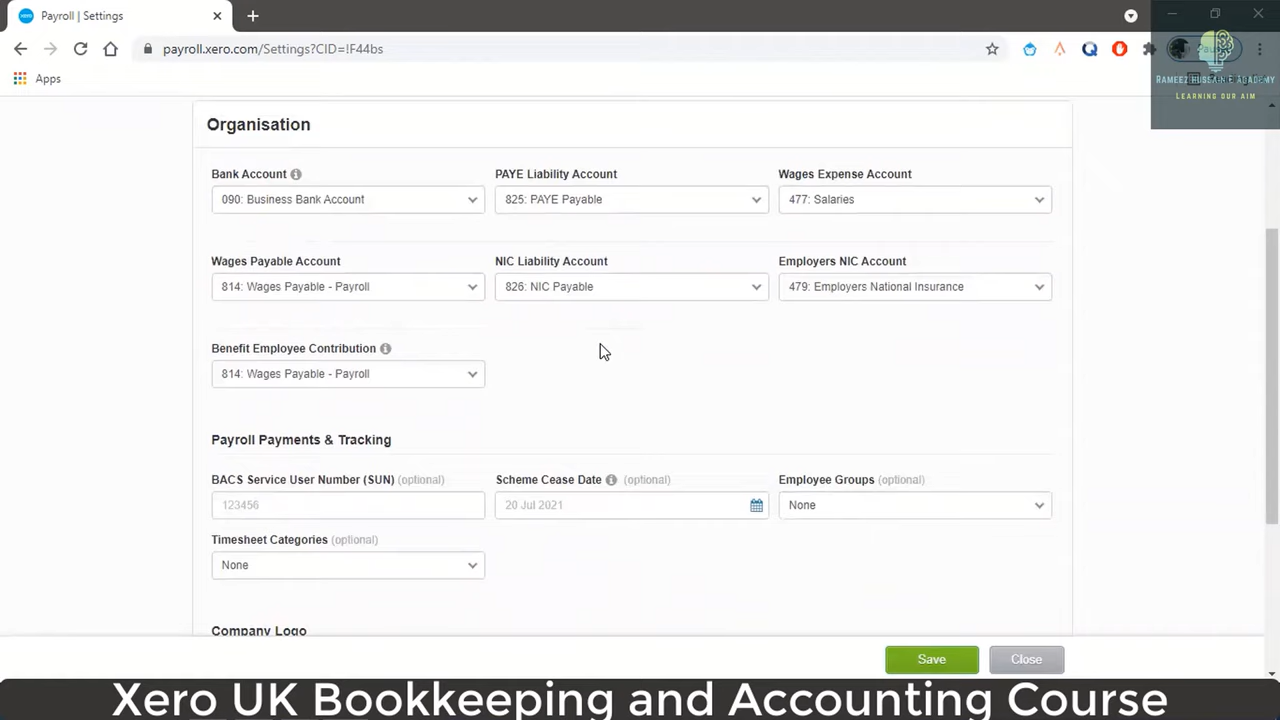 Payroll | Settings
payroll.xero.com/Settings?CID=!F44bs
Apps
RAMEEZ HUSSAIN E ACADEMY
LEARNING OUR AIM
Organisation
Bank Account PAYE Liability Account Wages Expense Account
090: Business Bank Account 825: PAYE Payable 477: Salaries
Wages Payable Account NIC Liability Account Employers NIC Account
814: Wages Payable - Payroll 826: NIC Payable 479: Employers National Insurance
Benefit Employee Contribution
814: Wages Payable - Payroll
Payroll Payments & Tracking
BACS Service User Number (SUN) (optional) Scheme Cease Date (optional) Employee Groups (optional)
123456 20 Jul 2021 None
Timesheet Categories (optional)
None
Company Logo
Save Close
Xero UK Bookkeeping and Accounting Course